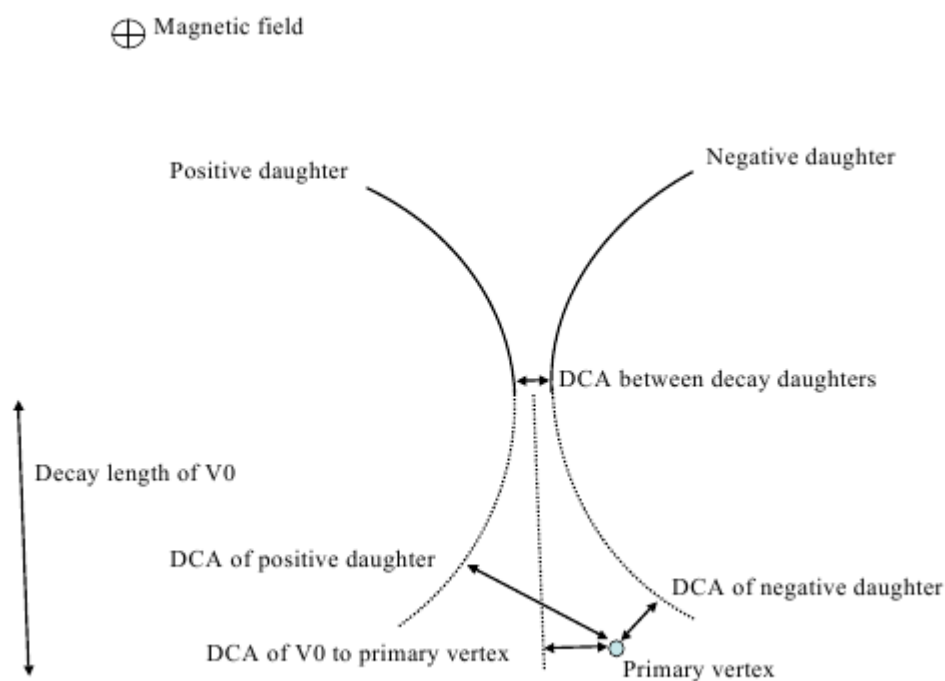 Magnetic field
Negative daughter
Positive daughter
DCA between decay daughters
Decay length of V0
DCA of positive daughter
DCA of negative daughter
DCA of V0 to primary vertex
Primary vertex